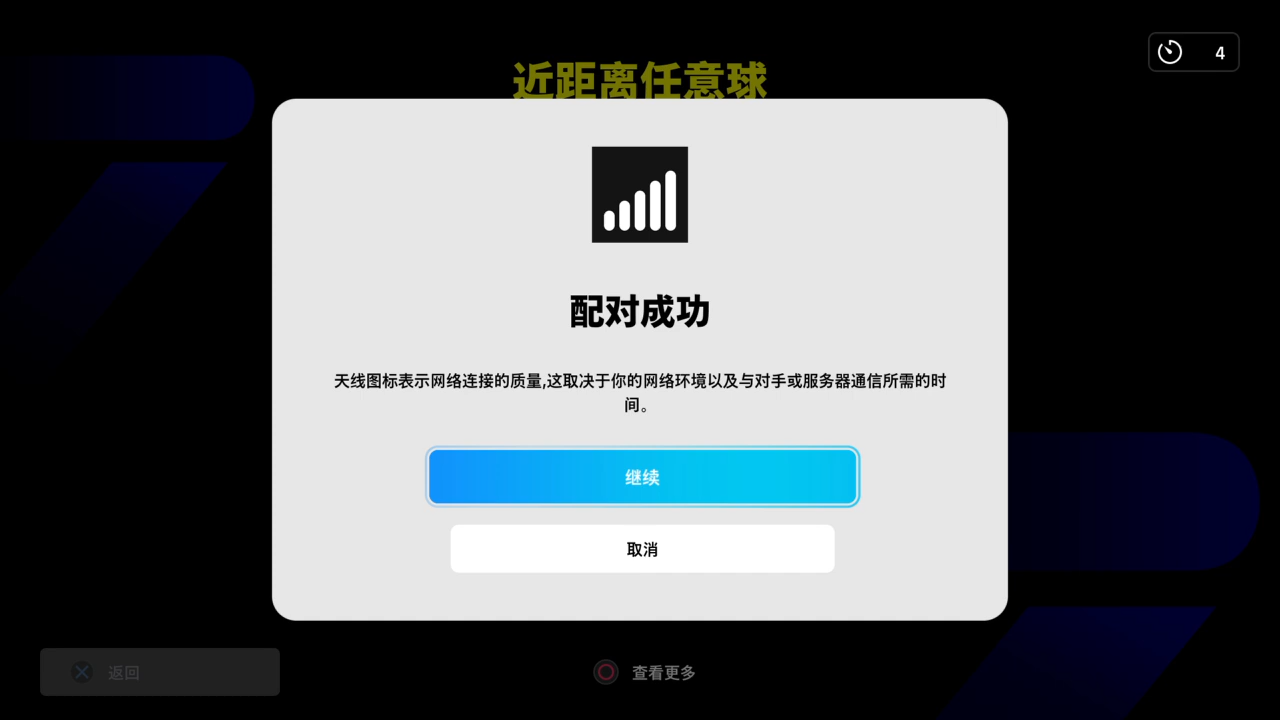 4
近距离任意球
配对成功
天线图标表示网络连接的质量,这取决于你的网络环境以及与对手或服务器通信所需的时
间。
继续
取消
返回
查看更多